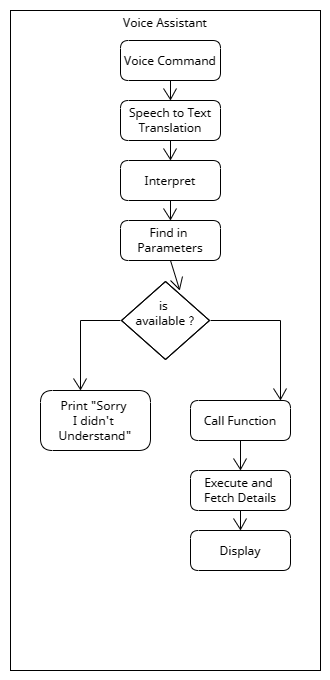 Voice Assistant
Voice Command
Speech to Text
Translation
Interpret
Find in
Parameters
is
available ?
Print "Sorry
I didn't
Understand"
Call Function
Execute and
Fetch Details
Display